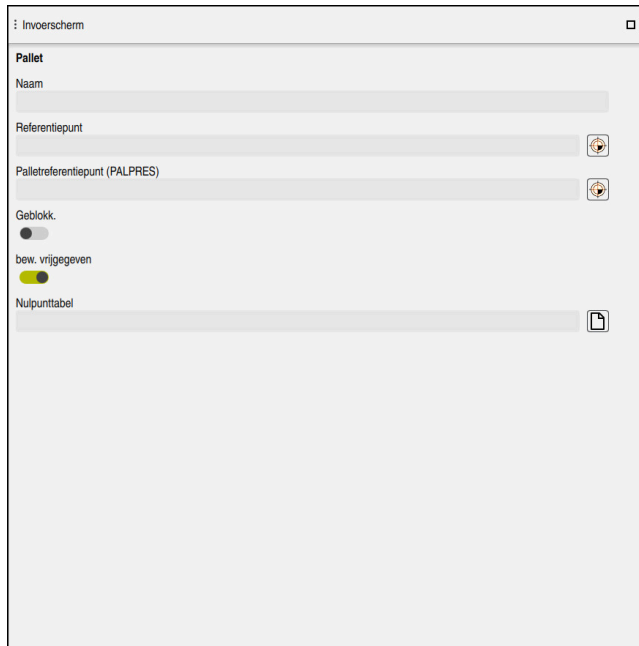 Invoerscherm
Pallet
Naam
Referentiepunt
Palletreferentiepunt (PALPRES)
Geblokk.
bew. vrijgegeven
Nulpunttabel